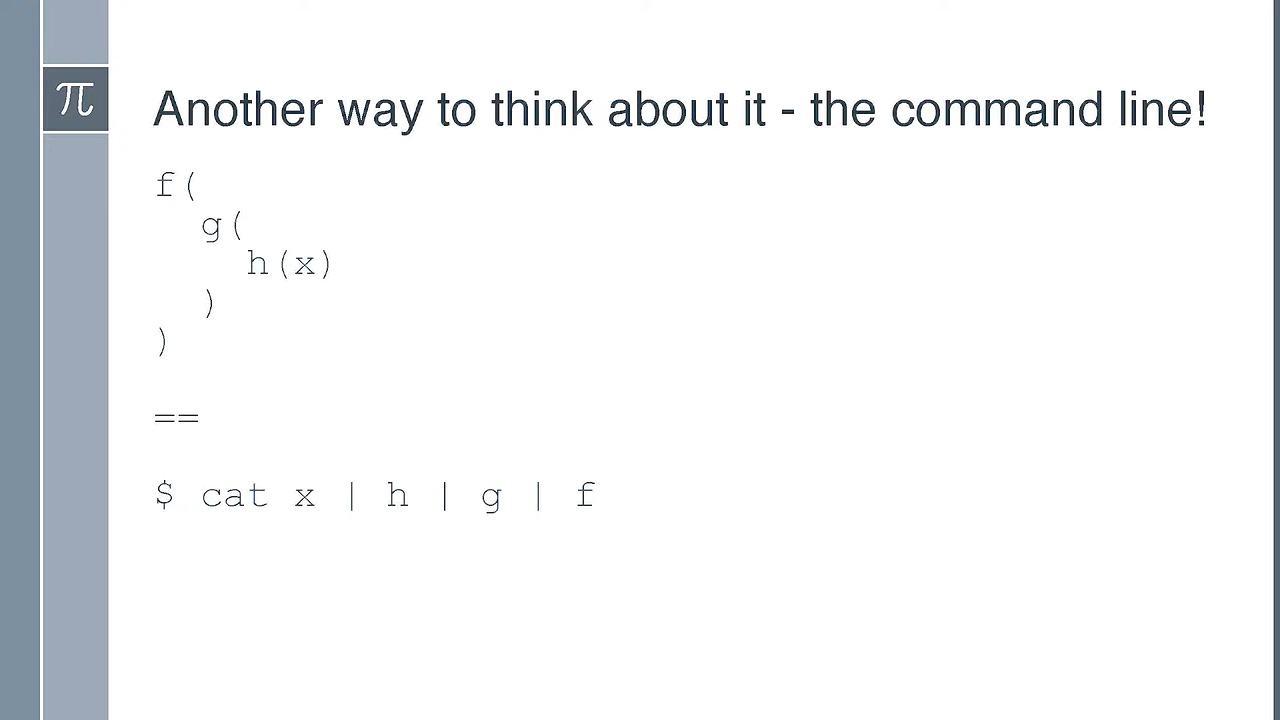 π
Another way to think about it - the command line!
f(
  g(
    h(x)
  )
)
==
$ cat x | h | g | f